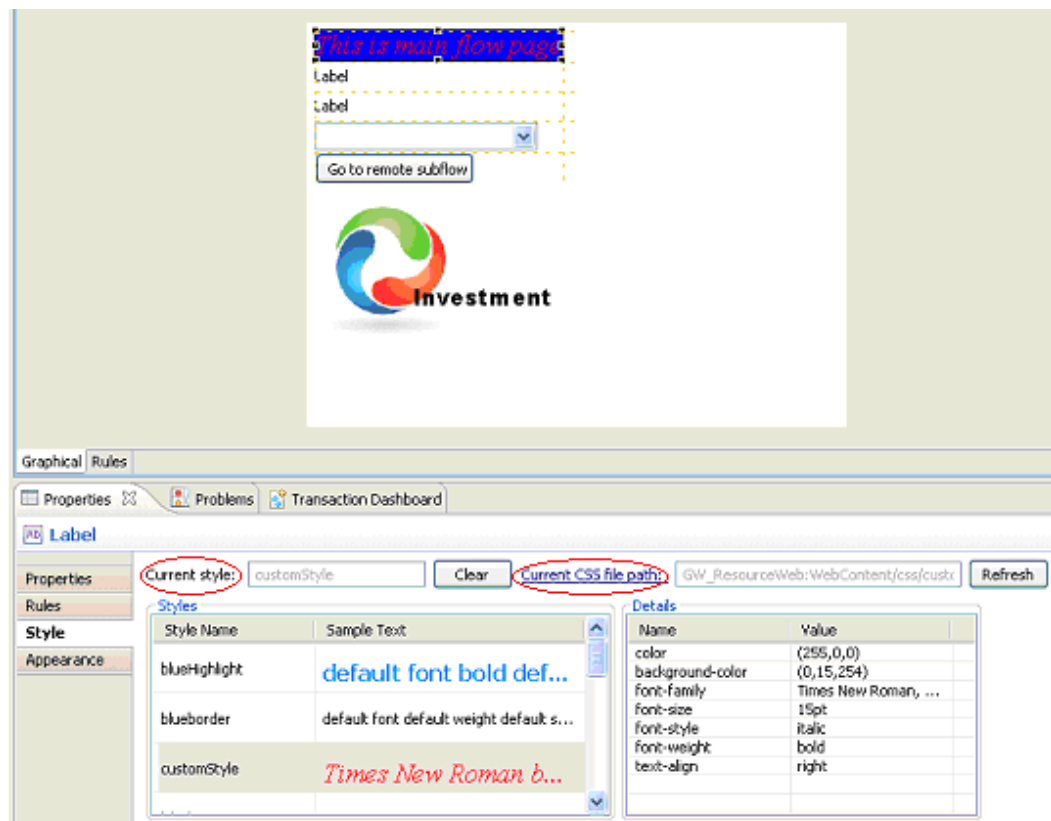 This is main flow page
Label
Label
Go to remote subflow
Investment
Graphical Rules
Properties Problems Transaction Dashboard
Label
Properties
Rules
Style
Appearance
Current style: customStyle Clear Current CSS file path: GW_ResourceWeb:WebContent/css/custo Refresh
Styles
Style Name Sample Text
blueHighlight default font bold def...
blueborder default font default weight default s...
customStyle Times New Roman b...
Details
Name Value
color (255,0,0)
background-color (0,15,254)
font-family Times New Roman, ...
font-size 15pt
font-style italic
font-weight bold
text-align right